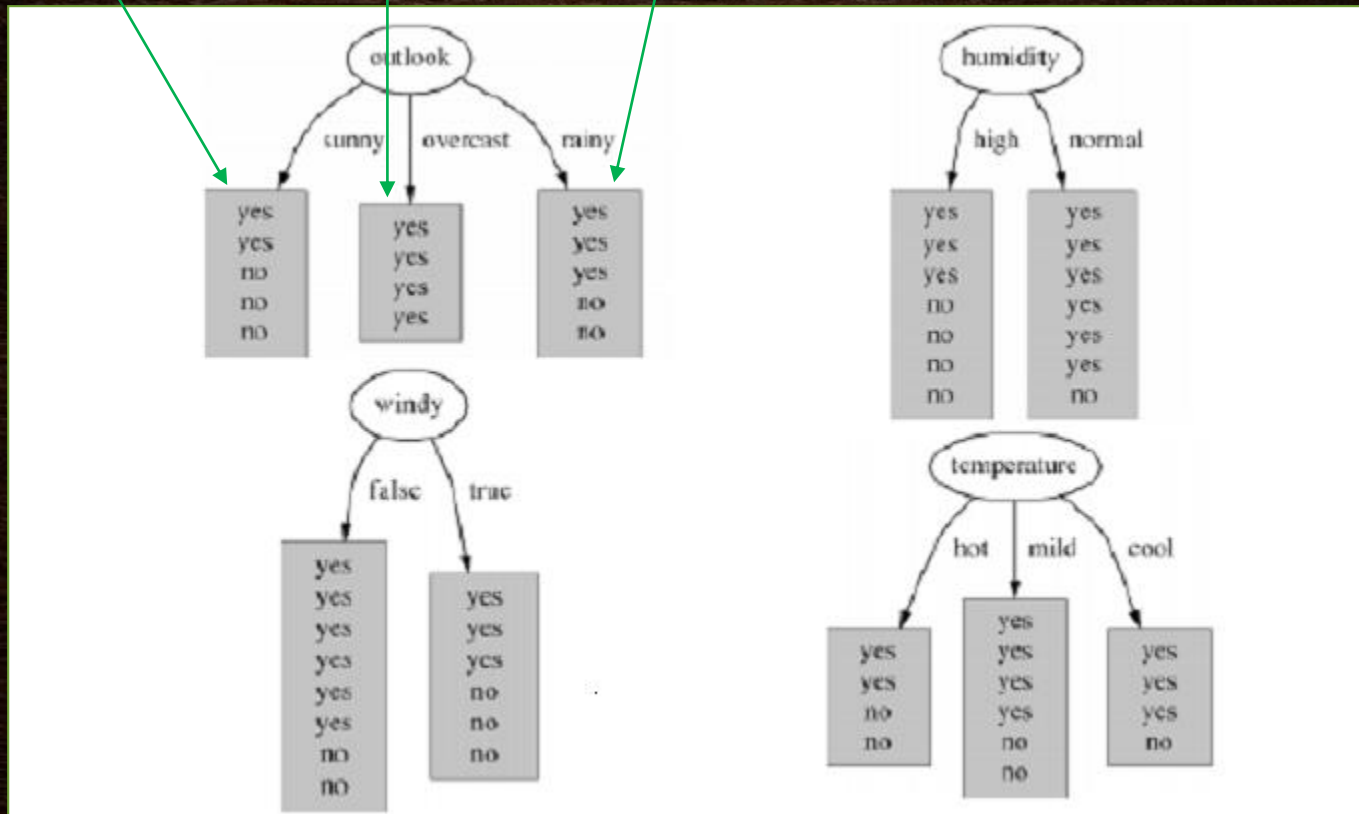 outlook
sunny overcast rainy
yes
yes
no
no
no
yes
yes
yes
yes
yes
yes
yes
no
no
humidity
high normal
yes
yes
yes
no
no
no
no
yes
yes
yes
yes
yes
yes
no
windy
false true
yes
yes
yes
yes
yes
yes
no
no
yes
yes
yes
no
no
no
temperature
hot mild cool
yes
yes
no
no
yes
yes
yes
yes
no
no
yes
yes
yes
no